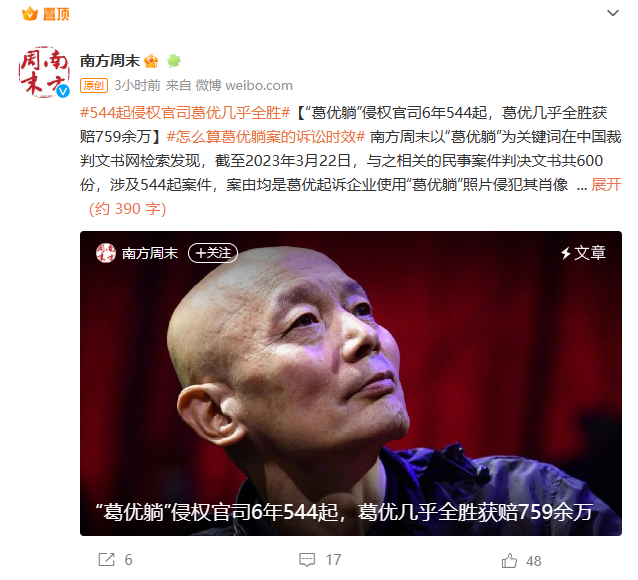 置顶
南方周末
原创 3小时前 来自 微博 weibo.com
#544起侵权官司葛优几乎全胜#【“葛优躺”侵权官司6年544起，葛优几乎全胜获
赔759余万】#怎么算葛优躺案的诉讼时效# 南方周末以“葛优躺”为关键词在中国裁
判文书网检索发现，截至2023年3月22日，与之相关的民事案件判决文书共600
份，涉及544起案件，案由均是葛优起诉企业使用“葛优躺”照片侵犯其肖像 ... 展开
（约 390 字）
南方周末 +关注 文章
“葛优躺”侵权官司6年544起，葛优几乎全胜获赔759余万
6 17 48